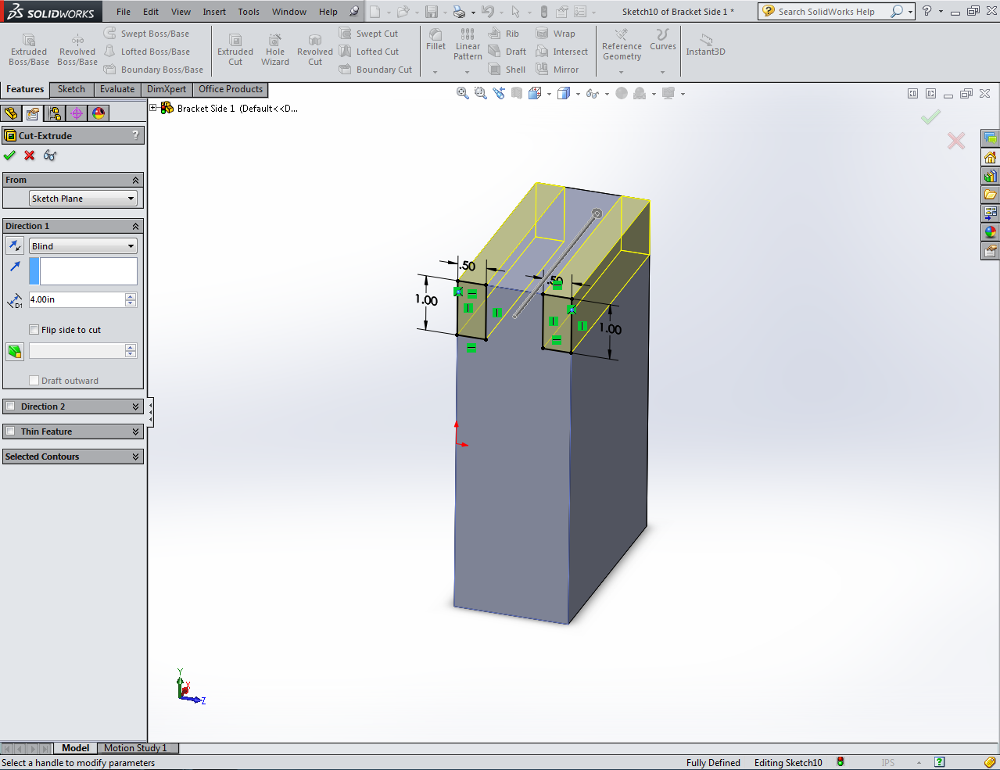 SOLIDWORKS File Edit View Insert Tools Window Help Sketch10 of Bracket Side 1 * Search SolidWorks Help
Extruded Boss/Base
Revolved Boss/Base
Swept Boss/Base
Lofted Boss/Base
Boundary Boss/Base
Extruded Cut
Hole Wizard
Revolved Cut
Swept Cut
Lofted Cut
Boundary Cut
Fillet
Linear Pattern
Rib
Draft
Shell
Wrap
Intersect
Mirror
Reference Geometry
Curves
Instant3D
Features Sketch Evaluate DimXpert Office Products
Bracket Side 1 (Default<<D...
Cut-Extrude ?
From
Sketch Plane
Direction 1
Blind
D1
4.00in
Flip side to cut
Draft outward
Direction 2
Thin Feature
Selected Contours
.50
.50
1.00
1.00
Y
X
Z
Model Motion Study 1
Select a handle to modify parameters Fully Defined Editing Sketch10 IPS